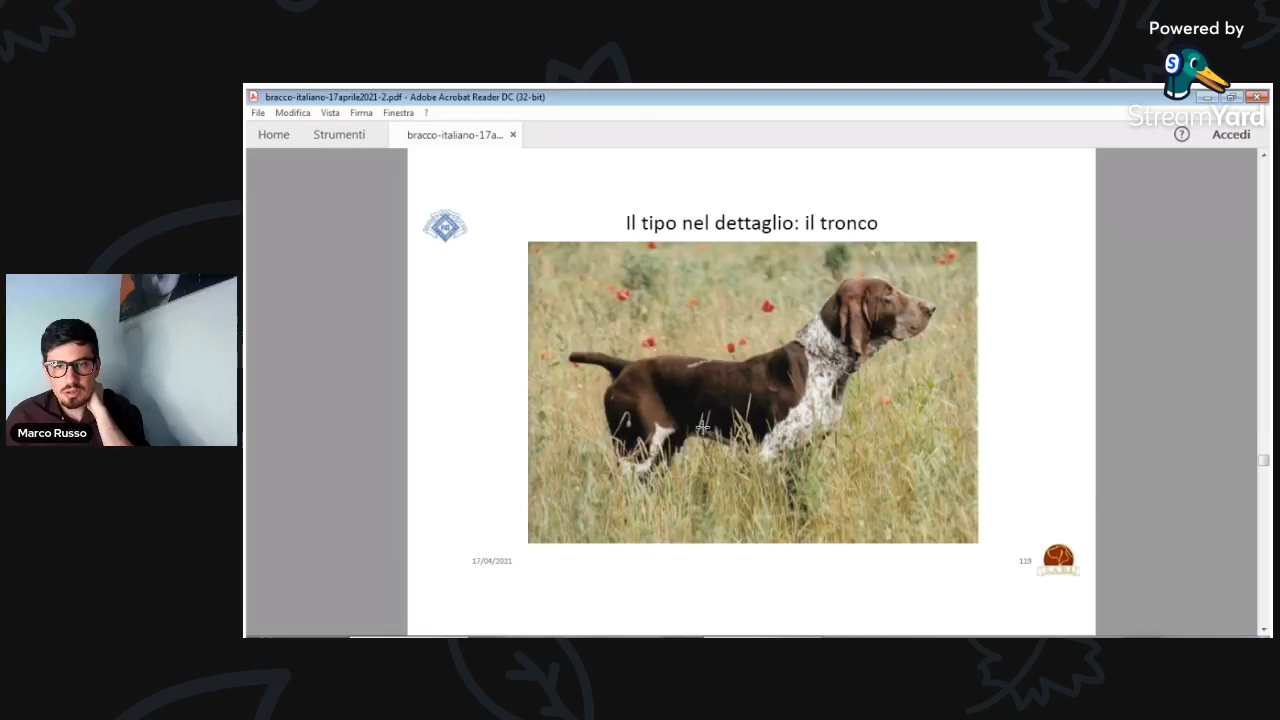 Powered by
StreamYard
bracco-italiano-17aprile2021-2.pdf - Adobe Acrobat Reader DC (32-bit)
File Modifica Vista Firma Finestra ?
Home Strumenti bracco-italiano-17a... × ? Accedi
Il tipo nel dettaglio: il tronco
Marco Russo
17/04/2021 119